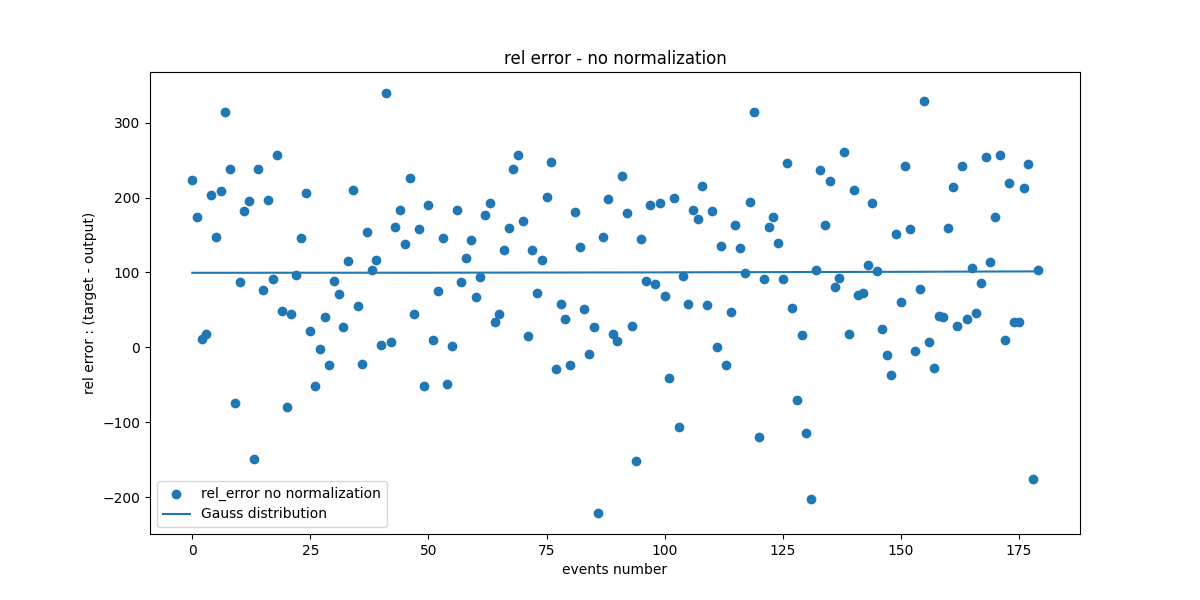 rel error - no normalization
rel error : (target - output)
300
200
100
0
−100
−200
rel_error no normalization
Gauss distribution
0 25 50 75 100 125 150 175
events number